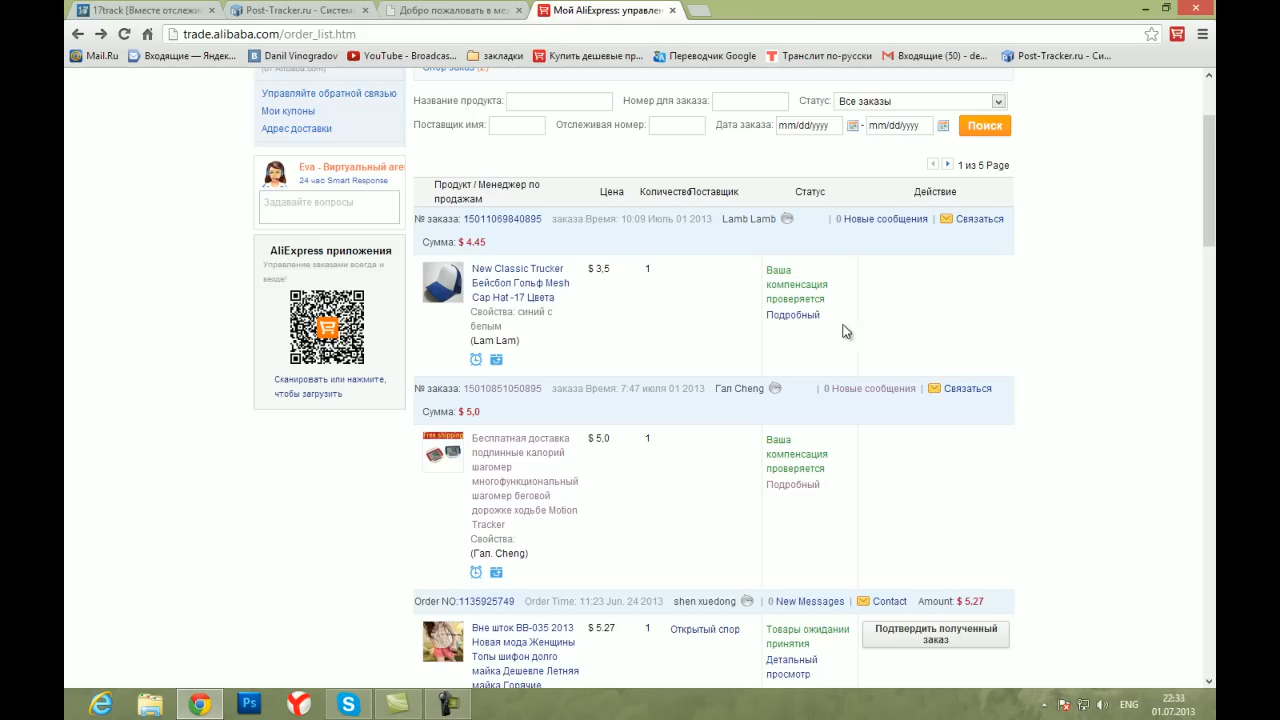 17track [Вместе отслежи
Post-Tracker.ru - Систем
Добро пожаловать в ме
Мой AliExpress: управле
trade.alibaba.com/order_list.htm
Mail.Ru
Входящие — Яндек...
Danil Vinogradov
YouTube - Broadcas...
закладки
Купить дешевые пр...
Переводчик Google
Транслит по-русски
Входящие (50) - de...
Post-Tracker.ru - Си...
Управляйте обратной связью
Мои купоны
Адрес доставки
Eva - Виртуальный аге
24 час Smart Response
Задавайте вопросы
AliExpress приложения
Управление заказами всегда и
везде!
Сканировать или нажмите,
чтобы загрузить
Название продукта:
Номер для заказа:
Статус:
Все заказы
Поставщик имя:
Отслеживая номер:
Дата заказа:
mm/dd/yyyy
-
mm/dd/yyyy
Поиск
1 из 5 Page
Продукт / Менеджер по
продажам
Цена
Количество
Поставщик
Статус
Действие
№ заказа: 15011069840895 заказа Время: 10:09 Июль 01 2013 Lamb Lamb | 0 Новые сообщения | Связаться
Сумма: $ 4.45
New Classic Trucker
Бейсбол Гольф Mesh
Cap Hat -17 Цвета
Свойства: синий с
белым
(Lam Lam)
$ 3,5
1
Ваша
компенсация
проверяется
Подробный
№ заказа: 15010851050895 заказа Время: 7:47 июля 01 2013 Гал Cheng | 0 Новые сообщения | Связаться
Сумма: $ 5,0
Free shipping
Бесплатная доставка
подлинные калорий
шагомер
многофункциональный
шагомер беговой
дорожке ходьбе Motion
Tracker
Свойства:
(Гал. Cheng)
$ 5,0
1
Ваша
компенсация
проверяется
Подробный
Order NO:1135925749 Order Time: 11:23 Jun. 24 2013 shen xuedong | 0 New Messages | Contact Amount: $ 5.27
Вне шток BB-035 2013
Новая мода Женщины
Топы шифон долго
майка Дешевле Летняя
майка Горячие
$ 5.27
1
Открытый спор
Товары ожидании
принятия
Детальный
просмотр
Подтвердить полученный
заказ
ENG
22:33
01.07.2013